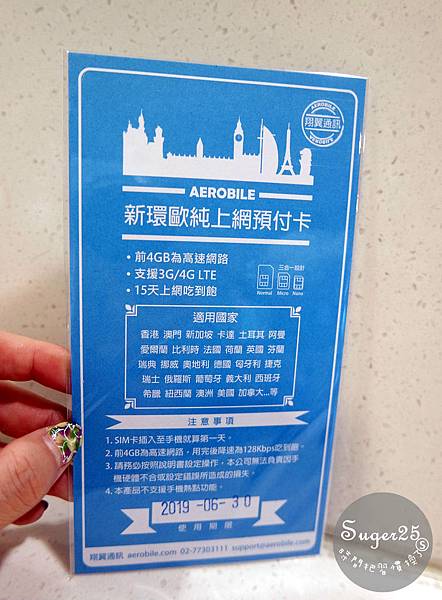 AEROBILE
翔翼通訊
AEROBILE
AEROBILE
新環歐純上網預付卡
• 前4GB為高速網路
• 支援3G/4G LTE
• 15天上網吃到飽
三合一設計
Normal Micro Nano
適用國家
香港 澳門 新加坡 卡達 土耳其 阿曼
愛爾蘭 比利時 法國 荷蘭 英國 芬蘭
瑞典 挪威 奧地利 德國 匈牙利 捷克
瑞士 俄羅斯 葡萄牙 義大利 西班牙
希臘 紐西蘭 澳洲 美國 加拿大...等
注意事項
1. SIM卡插入至手機就算第一天。
2. 前4GB為高速網路，用完後降速為128Kbps吃到飽。
3. 請務必按照說明書設定操作，本公司無法負責因手
機硬體不合或設定錯誤所造成的損失。
4. 本產品不支援手機熱點功能。
2019-06-30
使用期限
翔翼通訊 aerobile.com 02-77303111 support@aerobile.com
Suger25
時間把習慣換了